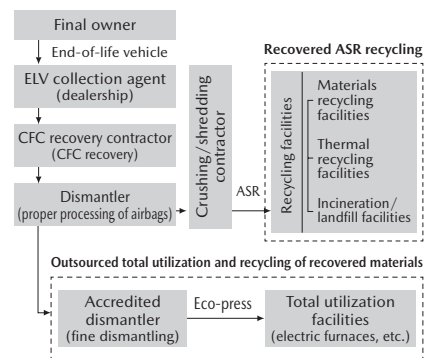 Final owner
End-of-life vehicle
ELV collection agent
(dealership)
CFC recovery contractor
(CFC recovery)
Dismantler
(proper processing of airbags)
Crushing/shredding
contractor
ASR
Recovered ASR recycling
Recycling facilities
Materials
recycling
facilities
Thermal
recycling
facilities
Incineration/
landfill facilities
Outsourced total utilization and recycling of recovered materials
Accredited
dismantler
(fine dismantling)
Eco-press
Total utilization
facilities
(electric furnaces, etc.)